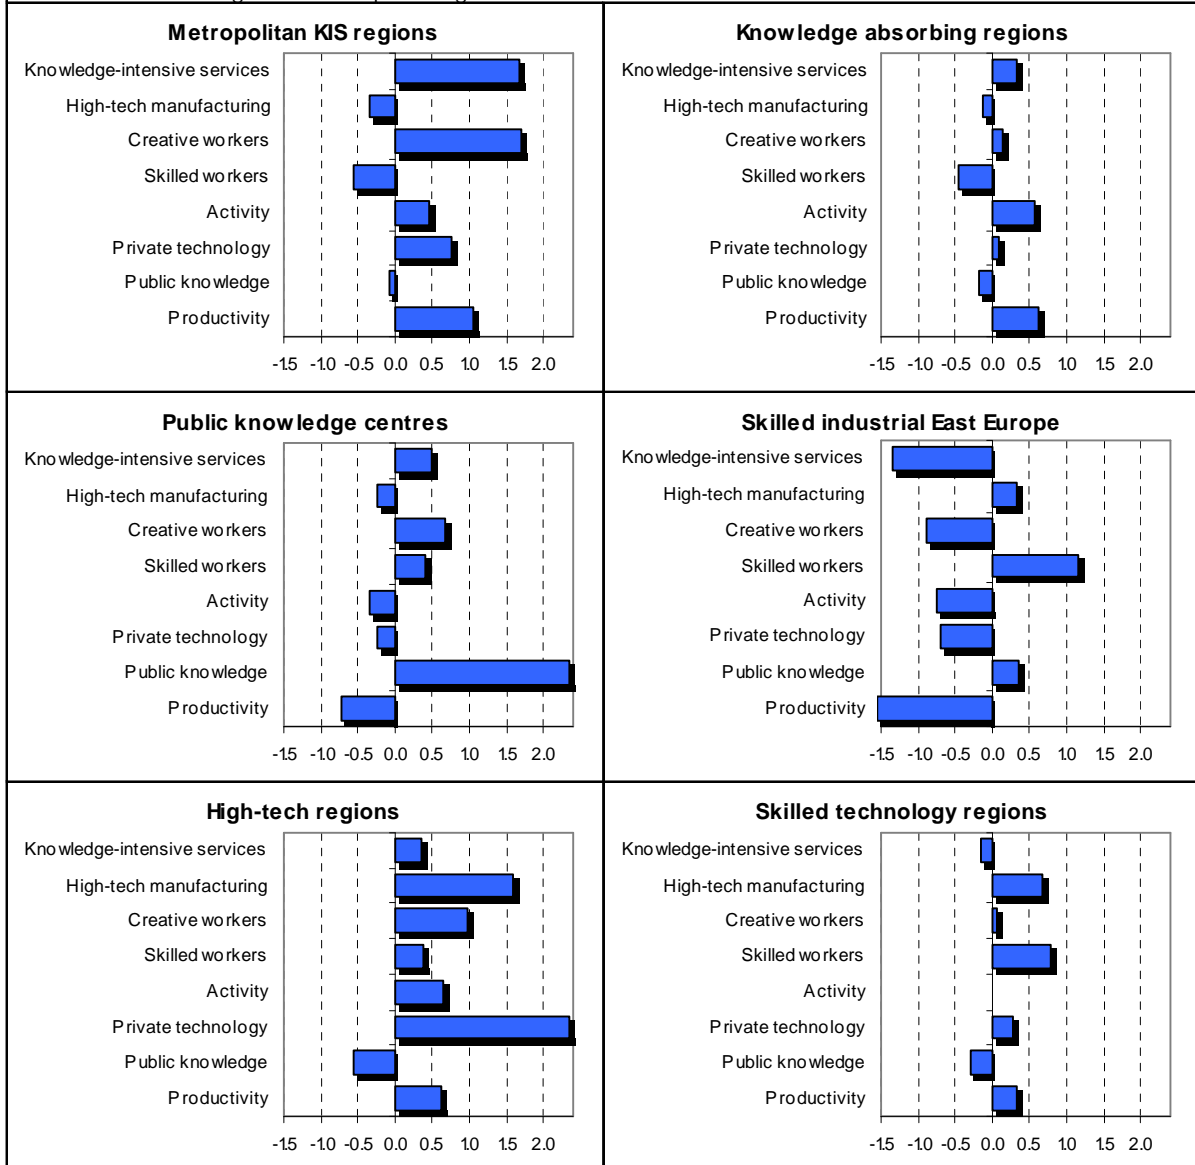 Metropolitan KIS regions
Knowledge-intensive services
High-tech manufacturing
Creative workers
Skilled workers
Activity
Private technology
Public knowledge
Productivity
-1.5 -1.0 -0.5 0.0 0.5 1.0 1.5 2.0
Knowledge absorbing regions
Knowledge-intensive services
High-tech manufacturing
Creative workers
Skilled workers
Activity
Private technology
Public knowledge
Productivity
-1.5 -1.0 -0.5 0.0 0.5 1.0 1.5 2.0
Public knowledge centres
Knowledge-intensive services
High-tech manufacturing
Creative workers
Skilled workers
Activity
Private technology
Public knowledge
Productivity
-1.5 -1.0 -0.5 0.0 0.5 1.0 1.5 2.0
Skilled industrial East Europe
Knowledge-intensive services
High-tech manufacturing
Creative workers
Skilled workers
Activity
Private technology
Public knowledge
Productivity
-1.5 -1.0 -0.5 0.0 0.5 1.0 1.5 2.0
High-tech regions
Knowledge-intensive services
High-tech manufacturing
Creative workers
Skilled workers
Activity
Private technology
Public knowledge
Productivity
-1.5 -1.0 -0.5 0.0 0.5 1.0 1.5 2.0
Skilled technology regions
Knowledge-intensive services
High-tech manufacturing
Creative workers
Skilled workers
Activity
Private technology
Public knowledge
Productivity
-1.5 -1.0 -0.5 0.0 0.5 1.0 1.5 2.0